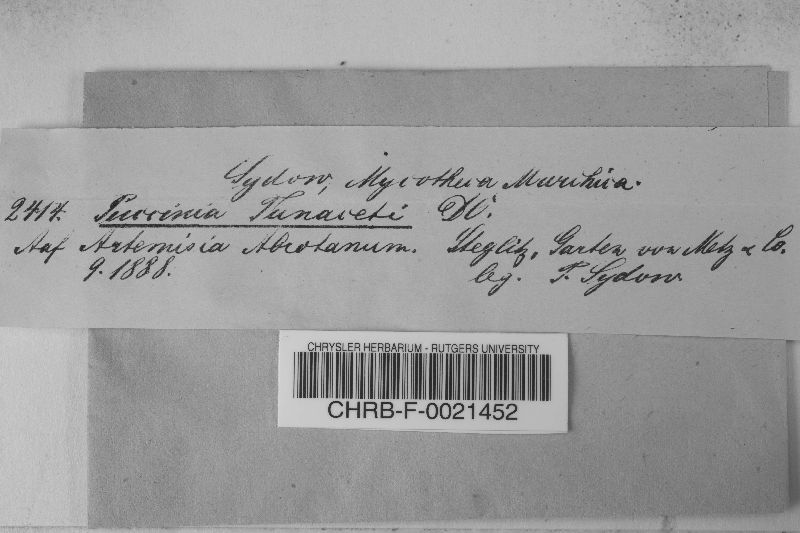 Sydow, Mycotheca Marchica.
2414. Puccinia Tanaceti DC.
Auf Artemisia Abrotanum. Steglitz, Garten von Metz & Co.
9. 1888. leg. P. Sydow.
CHRYSLER HERBARIUM - RUTGERS UNIVERSITY
CHRB-F-0021452